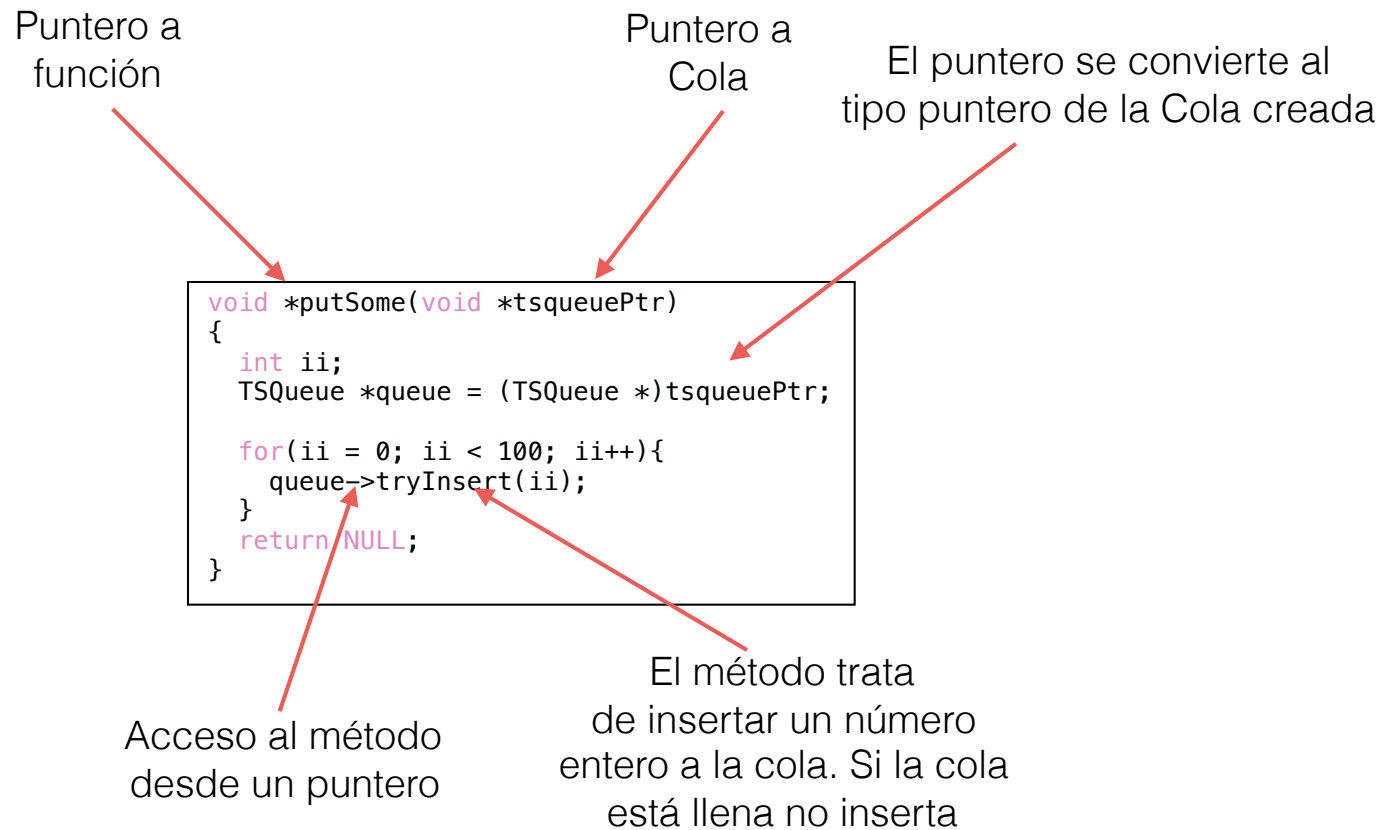 Puntero a
función
Puntero a
Cola
El puntero se convierte al
tipo puntero de la Cola creada
void *putSome(void *tsqueuePtr)
{
  int ii;
  TSQueue *queue = (TSQueue *)tsqueuePtr;

  for(ii = 0; ii < 100; ii++){
    queue->tryInsert(ii);
  }
  return NULL;
}
Acceso al método
desde un puntero
El método trata
de insertar un número
entero a la cola. Si la cola
está llena no inserta